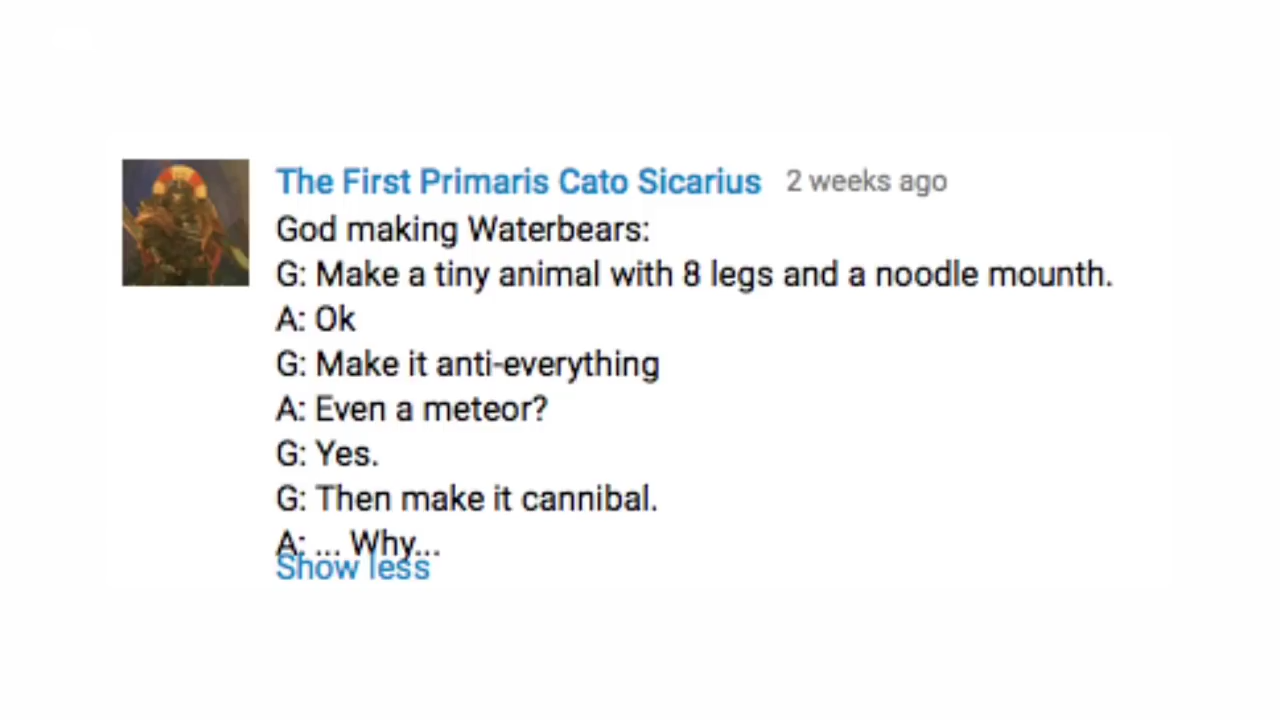 The First Primaris Cato Sicarius 2 weeks ago
God making Waterbears:
G: Make a tiny animal with 8 legs and a noodle mounth.
A: Ok
G: Make it anti-everything
A: Even a meteor?
G: Yes.
G: Then make it cannibal.
A: ... Why...
Show less